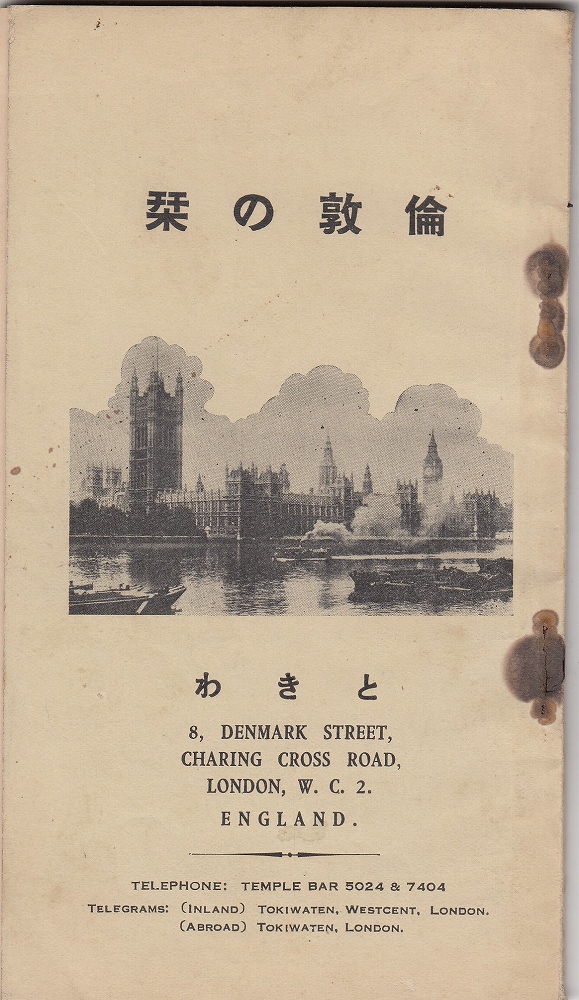 倫敦の栞
ときわ
8, DENMARK STREET,
CHARING CROSS ROAD,
LONDON, W. C. 2.
ENGLAND.
TELEPHONE: TEMPLE BAR 5024 & 7404
TELEGRAMS: (INLAND) TOKIWATEN, WESTCENT, LONDON.
(ABROAD) TOKIWATEN, LONDON.